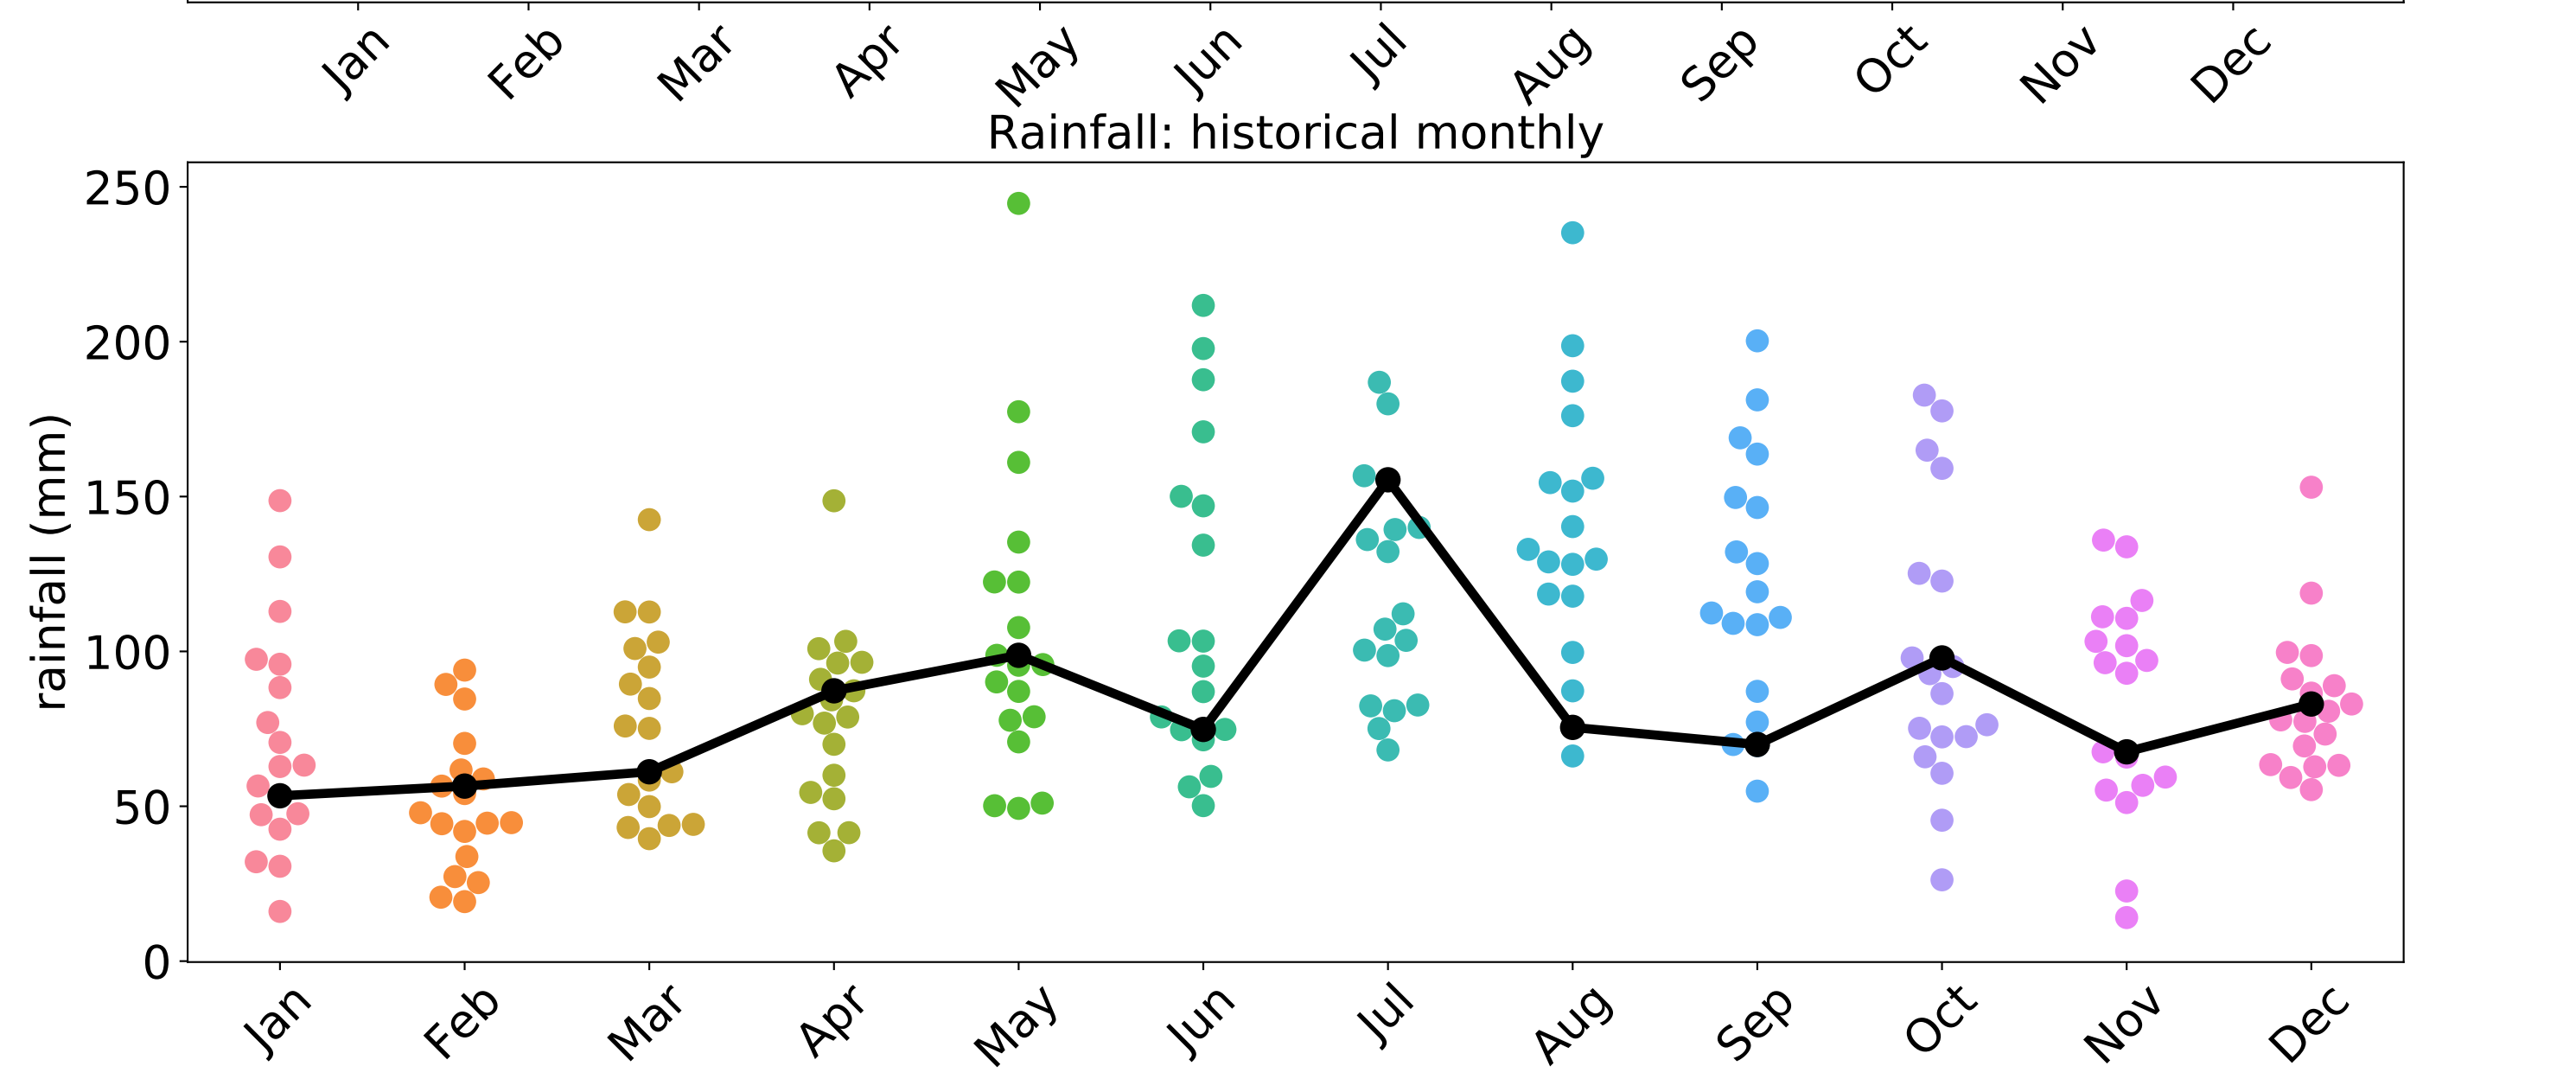 Jan Feb Mar Apr May Jun Jul Aug Sep Oct Nov Dec
Rainfall: historical monthly
250
200
150
100
50
0
rainfall (mm)
Jan Feb Mar Apr May Jun Jul Aug Sep Oct Nov Dec